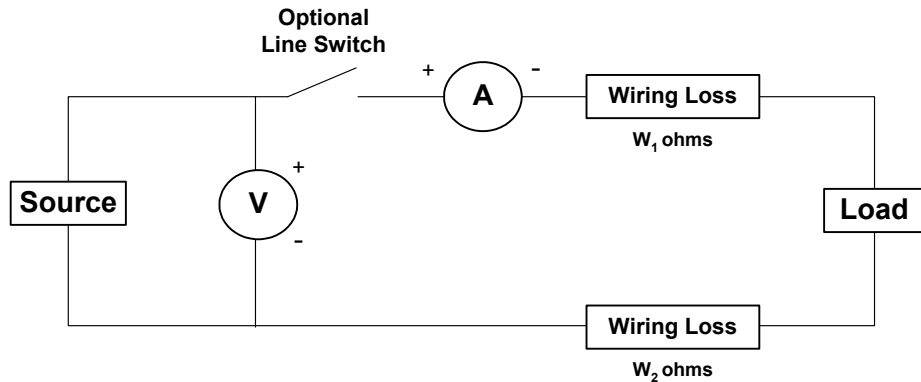 Optional
Line Switch
+
A
-
Wiring Loss
W₁ ohms
Source
+
V
-
Load
Wiring Loss
W₂ ohms